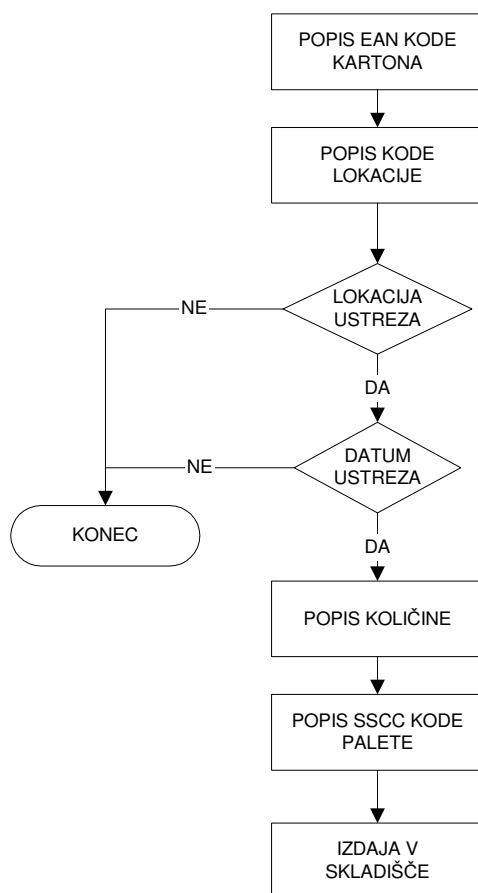 POPIS EAN KODE
KARTONA
POPIS KODE
LOKACIJE
LOKACIJA
USTREZA
NE
DA
DATUM
USTREZA
NE
KONEC
DA
POPIS KOLIČINE
POPIS SSCC KODE
PALETE
IZDAJA V
SKLADIŠČE